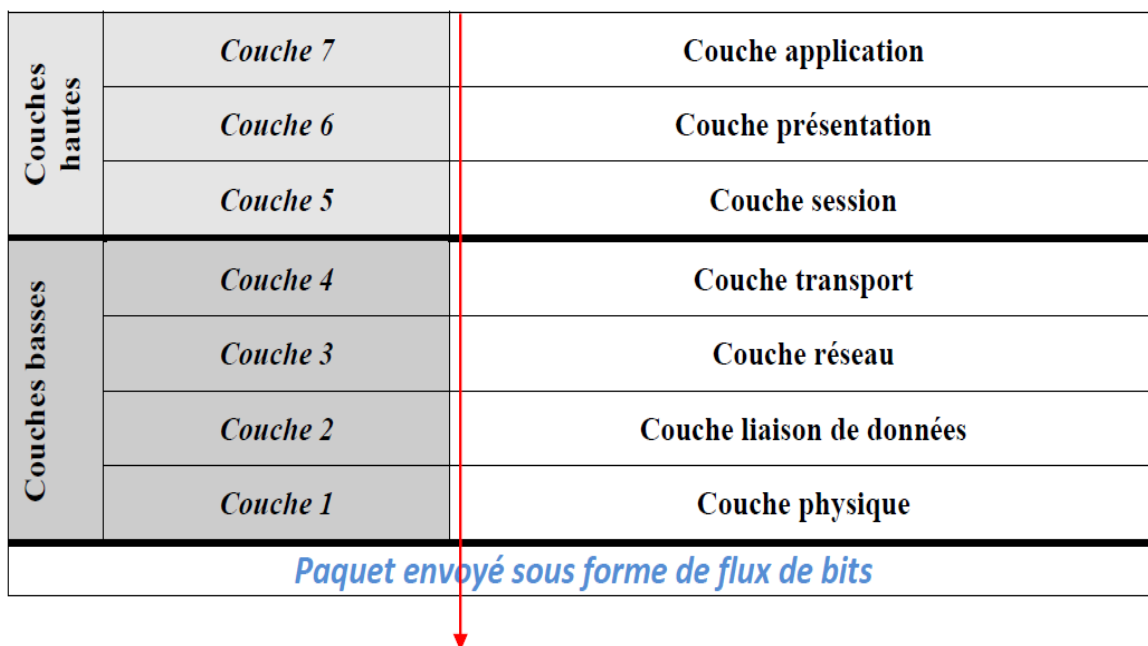 Couches
hautes
Couche 7
Couche application
Couche 6
Couche présentation
Couche 5
Couche session
Couches basses
Couche 4
Couche transport
Couche 3
Couche réseau
Couche 2
Couche liaison de données
Couche 1
Couche physique
Paquet envoyé sous forme de flux de bits